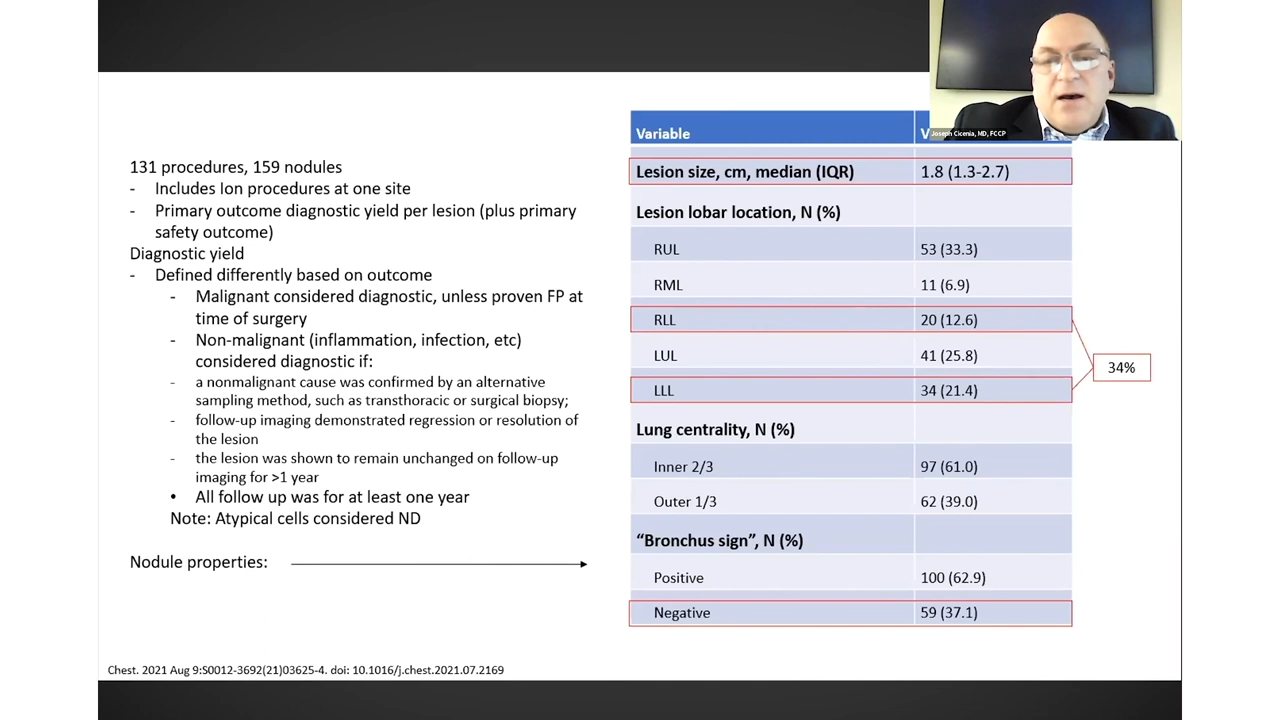 Joseph Cicenia, MD, FCCP
131 procedures, 159 nodules
- Includes Ion procedures at one site
- Primary outcome diagnostic yield per lesion (plus primary
safety outcome)
Diagnostic yield
- Defined differently based on outcome
- Malignant considered diagnostic, unless proven FP at
time of surgery
- Non-malignant (inflammation, infection, etc)
considered diagnostic if:
- a nonmalignant cause was confirmed by an alternative
sampling method, such as transthoracic or surgical biopsy;
- follow-up imaging demonstrated regression or resolution of
the lesion
- the lesion was shown to remain unchanged on follow-up
imaging for >1 year
• All follow up was for at least one year
Note: Atypical cells considered ND
Nodule properties:
Variable
Lesion size, cm, median (IQR) 1.8 (1.3-2.7)
Lesion lobar location, N (%)
RUL 53 (33.3)
RML 11 (6.9)
RLL 20 (12.6)
LUL 41 (25.8)
LLL 34 (21.4)
34%
Lung centrality, N (%)
Inner 2/3 97 (61.0)
Outer 1/3 62 (39.0)
“Bronchus sign”, N (%)
Positive 100 (62.9)
Negative 59 (37.1)
Chest. 2021 Aug 9:S0012-3692(21)03625-4. doi: 10.1016/j.chest.2021.07.2169